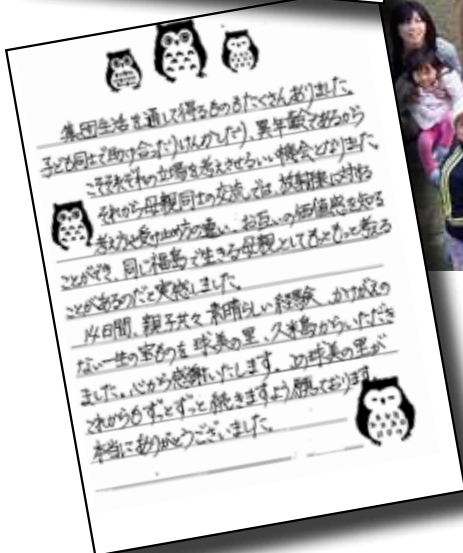 集団生活を通して得るものもたくさんありました。
子ども同士で助け合ったりけんかしたり、異年齢であるから
こそそれぞれの立場を考えさせるいい機会となりました。
それから母親同士の交流では、放射線に対する
考え方や受け止め方の違い、お互いの価値感を知る
ことができ、同じ福島で生きる母親としてもっともっと考える
ことがあるのだと実感しました。
14日間、親子共々素晴らしい経験、かけがえの
ない一生の宝ものを球美の里、久米島からいただき
ました。心から感謝いたします。この球美の里が
これからもずっとずっと続きますよう願っております。
本当にありがとうございました。